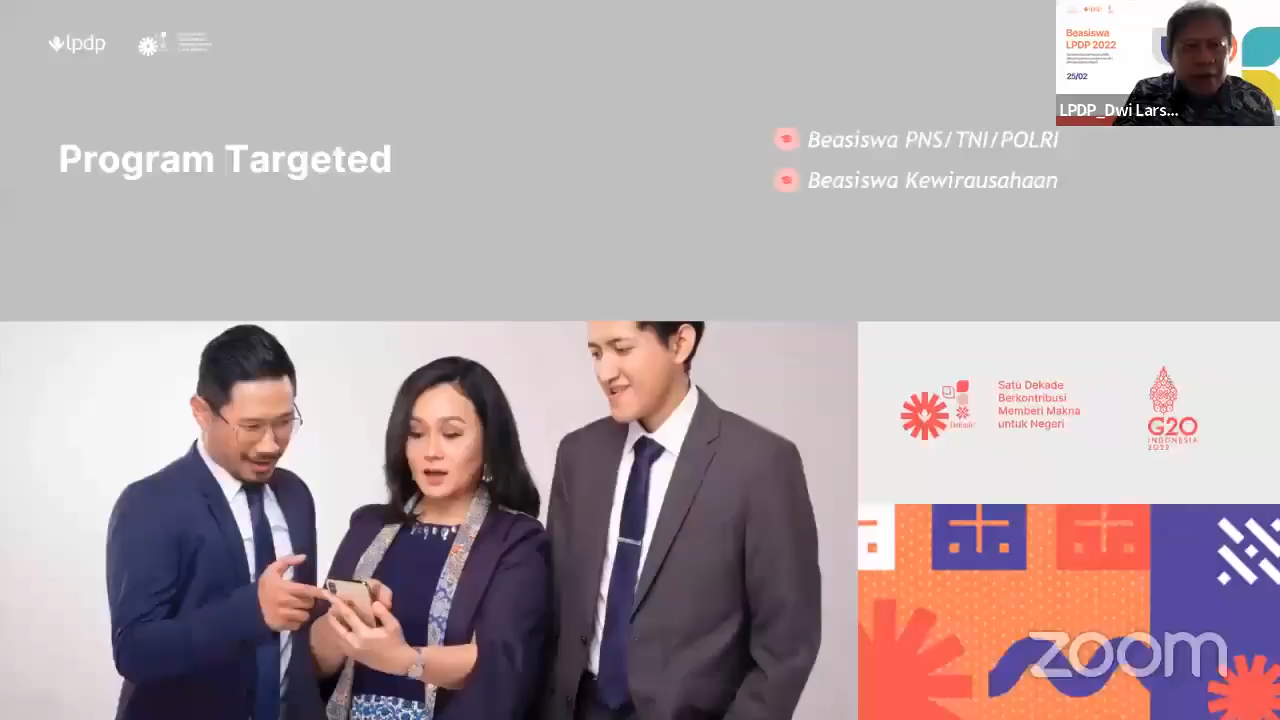 lpdp
Program Targeted
Beasiswa PNS/TNI/POLRI
Beasiswa Kewirausahaan
Beasiswa
LPDP 2022
25/02
LPDP_Dwi Lars...
Dekade
Satu Dekade
Berkontribusi
Memberi Makna
untuk Negeri
G20
INDONESIA
2022
zoom